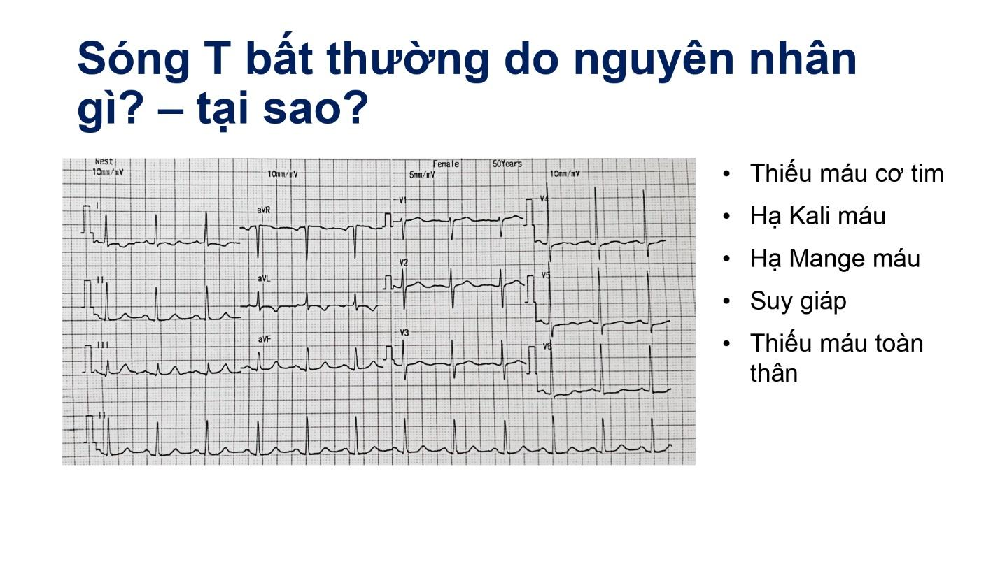 Sóng T bất thường do nguyên nhân
gì? – tại sao?
Rest
10mm/mV
10mm/mV
Female
50Years
5mm/mV
10mm/mV
I
aVR
V1
V4
II
aVL
V2
V5
III
aVF
V3
V6
II
• Thiếu máu cơ tim
• Hạ Kali máu
• Hạ Mange máu
• Suy giáp
• Thiếu máu toàn
thân